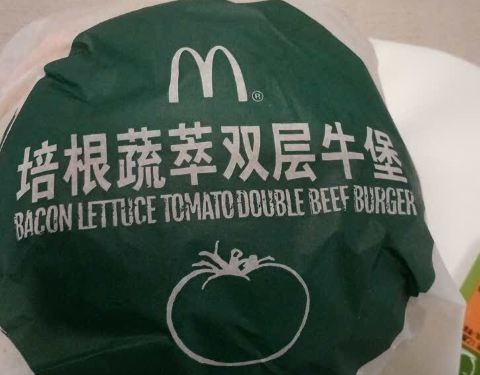 培根蔬萃双层牛堡
BACON LETTUCE TOMATO DOUBLE BEEF BURGER